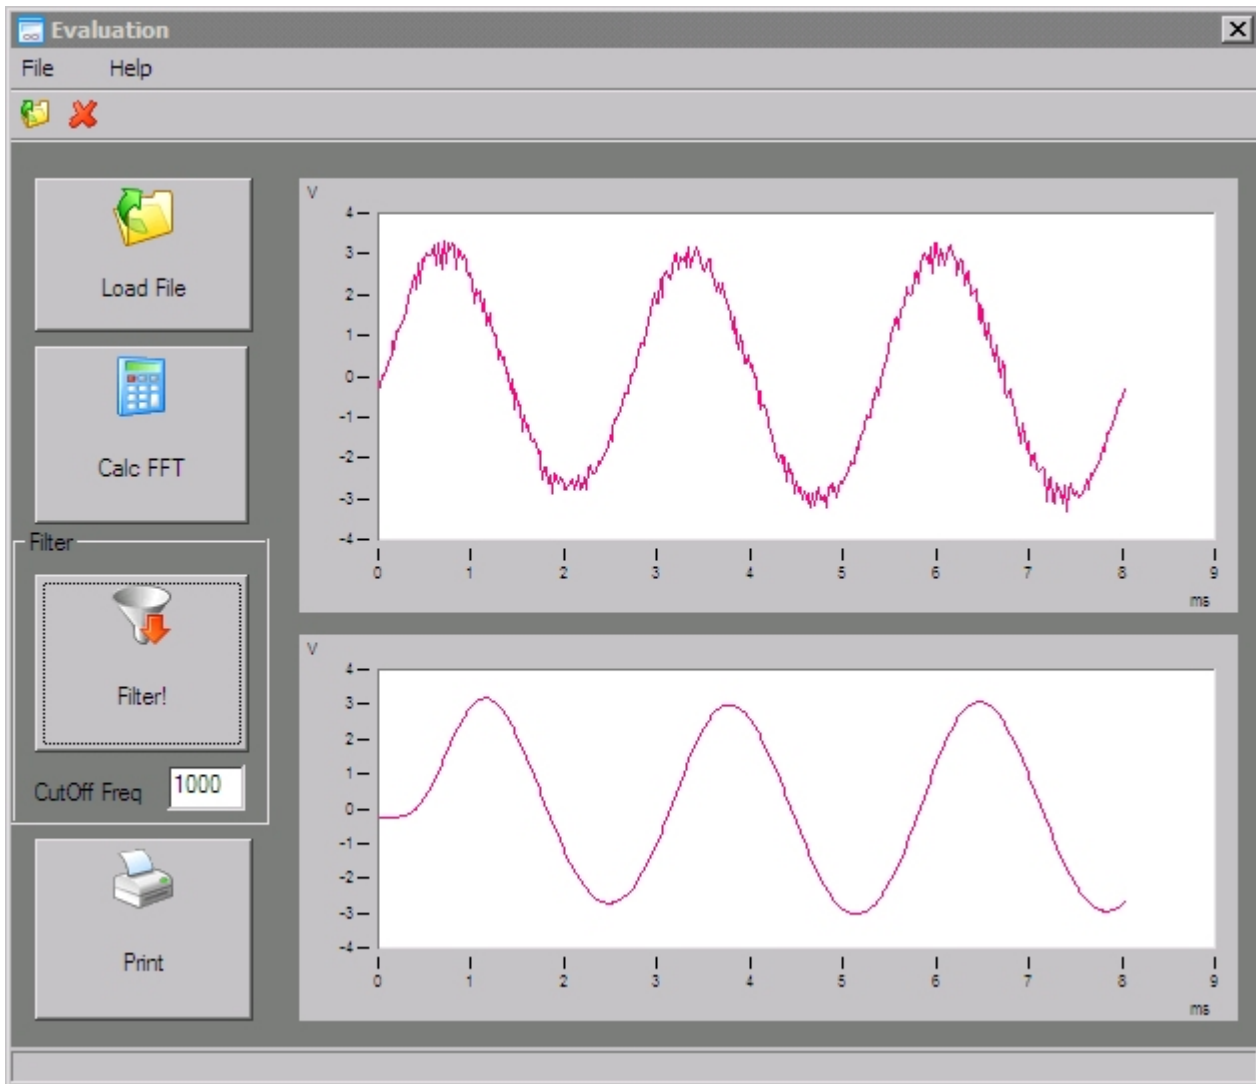 Evaluation
File Help
Load File
Calc FFT
Filter
Filter!
CutOff Freq 1000
Print
V
4
3
2
1
0
-1
-2
-3
-4
0 1 2 3 4 5 6 7 8 9
ms
V
4
3
2
1
0
-1
-2
-3
-4
0 1 2 3 4 5 6 7 8 9
ms